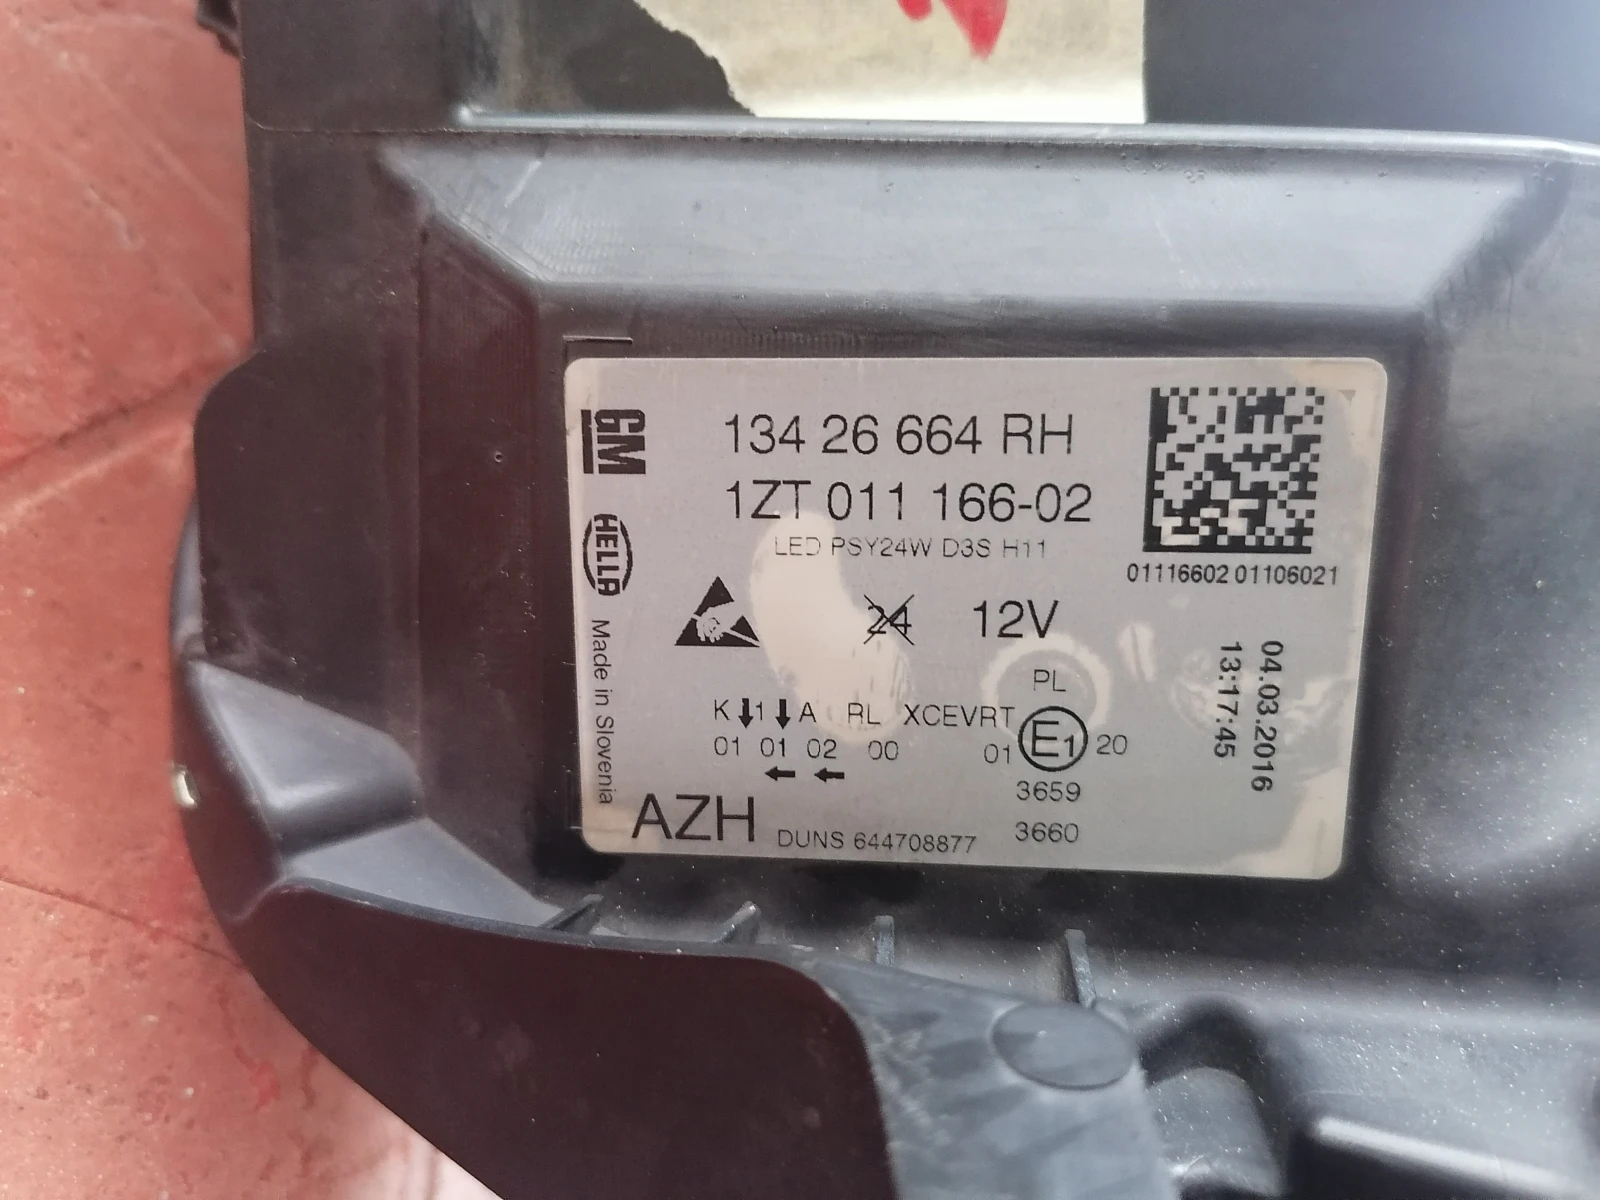 GM
134 26 664 RH
1ZT 011 166-02
LED PSY24W D3S H11
01116602 01106021
HELLA
Made in Slovenia
24 12V
04.03.2016
13:17:45
PL
K 1 A RL XCEVRT
01 01 02 00 01 E1 20
3659
AZH DUNS 644708877 3660